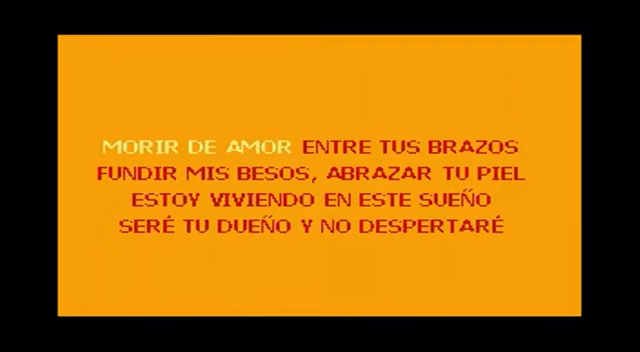 MORIR DE AMOR ENTRE TUS BRAZOS
FUNDIR MIS BESOS, ABRAZAR TU PIEL
ESTOY VIVIENDO EN ESTE SUEÑO
SERÉ TU DUEÑO Y NO DESPERTARÉ